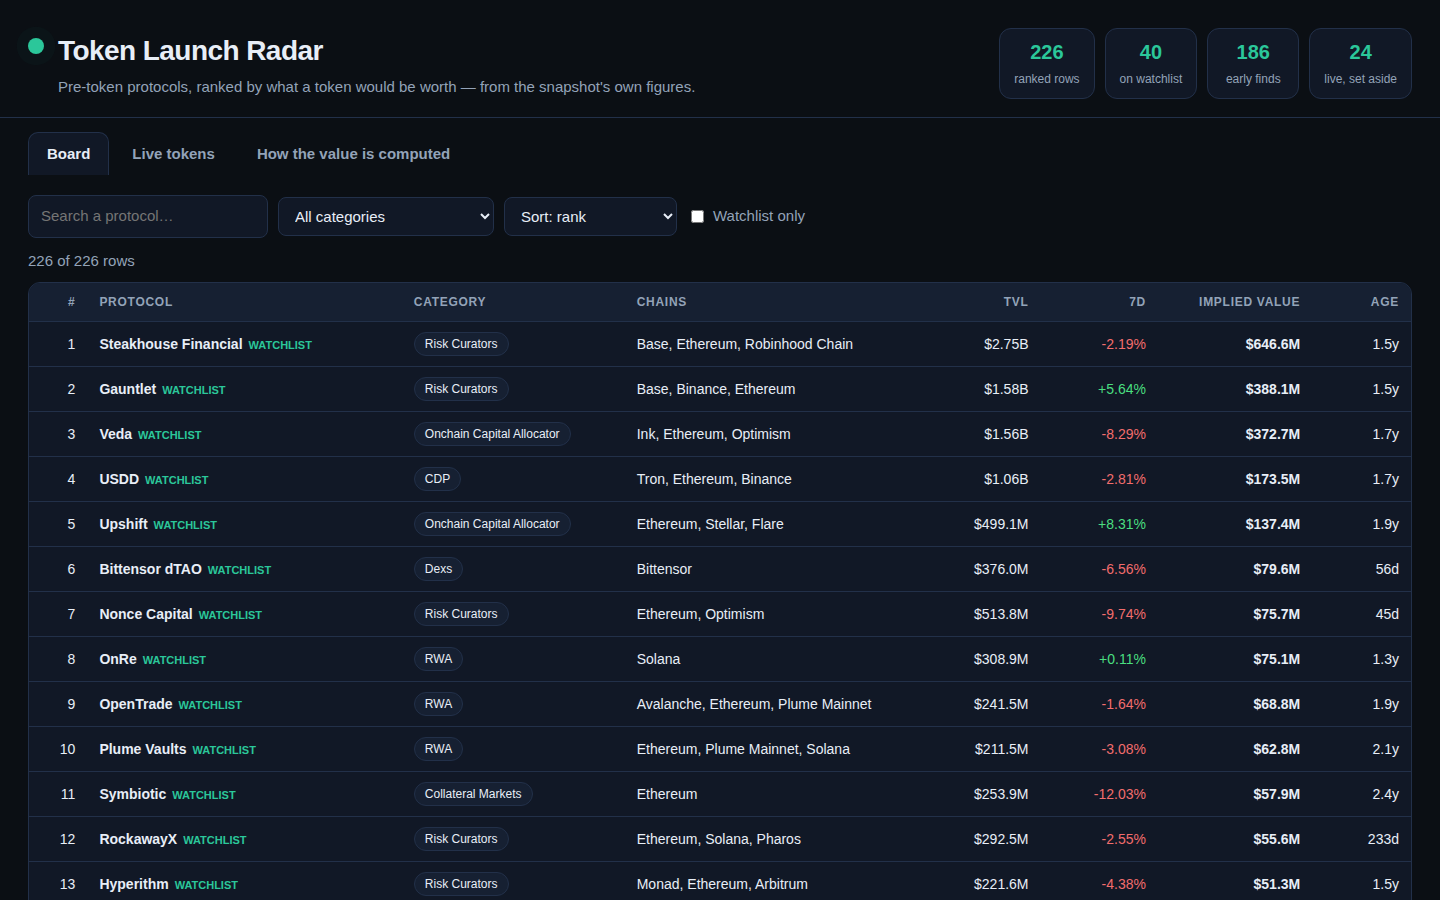 Token Launch Radar
Pre-token protocols, ranked by what a token would be worth — from the snapshot's own figures.
226
ranked rows
40
on watchlist
186
early finds
24
live, set aside
Board
Live tokens
How the value is computed
Search a protocol…
All categories
Sort: rank
Watchlist only
226 of 226 rows
# PROTOCOL CATEGORY CHAINS TVL 7D IMPLIED VALUE AGE
1 Steakhouse Financial WATCHLIST Risk Curators Base, Ethereum, Robinhood Chain $2.75B -2.19% $646.6M 1.5y
2 Gauntlet WATCHLIST Risk Curators Base, Binance, Ethereum $1.58B +5.64% $388.1M 1.5y
3 Veda WATCHLIST Onchain Capital Allocator Ink, Ethereum, Optimism $1.56B -8.29% $372.7M 1.7y
4 USDD WATCHLIST CDP Tron, Ethereum, Binance $1.06B -2.81% $173.5M 1.7y
5 Upshift WATCHLIST Onchain Capital Allocator Ethereum, Stellar, Flare $499.1M +8.31% $137.4M 1.9y
6 Bittensor dTAO WATCHLIST Dexs Bittensor $376.0M -6.56% $79.6M 56d
7 Nonce Capital WATCHLIST Risk Curators Ethereum, Optimism $513.8M -9.74% $75.7M 45d
8 OnRe WATCHLIST RWA Solana $308.9M +0.11% $75.1M 1.3y
9 OpenTrade WATCHLIST RWA Avalanche, Ethereum, Plume Mainnet $241.5M -1.64% $68.8M 1.9y
10 Plume Vaults WATCHLIST RWA Ethereum, Plume Mainnet, Solana $211.5M -3.08% $62.8M 2.1y
11 Symbiotic WATCHLIST Collateral Markets Ethereum $253.9M -12.03% $57.9M 2.4y
12 RockawayX WATCHLIST Risk Curators Ethereum, Solana, Pharos $292.5M -2.55% $55.6M 233d
13 Hyperithm WATCHLIST Risk Curators Monad, Ethereum, Arbitrum $221.6M -4.38% $51.3M 1.5y